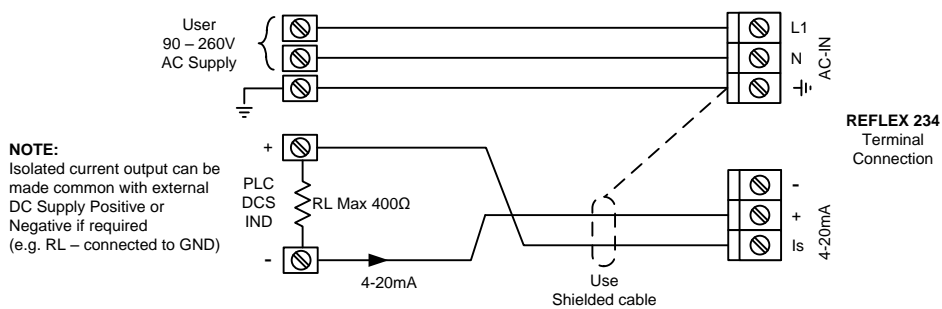 User
90 – 260V
AC Supply
L1
N
AC-IN
REFLEX 234
Terminal
Connection
NOTE:
Isolated current output can be
made common with external
DC Supply Positive or
Negative if required
(e.g. RL – connected to GND)
+
PLC
DCS
IND
RL Max 400Ω
-
4-20mA
Use
Shielded cable
-
+
Is
4-20mA